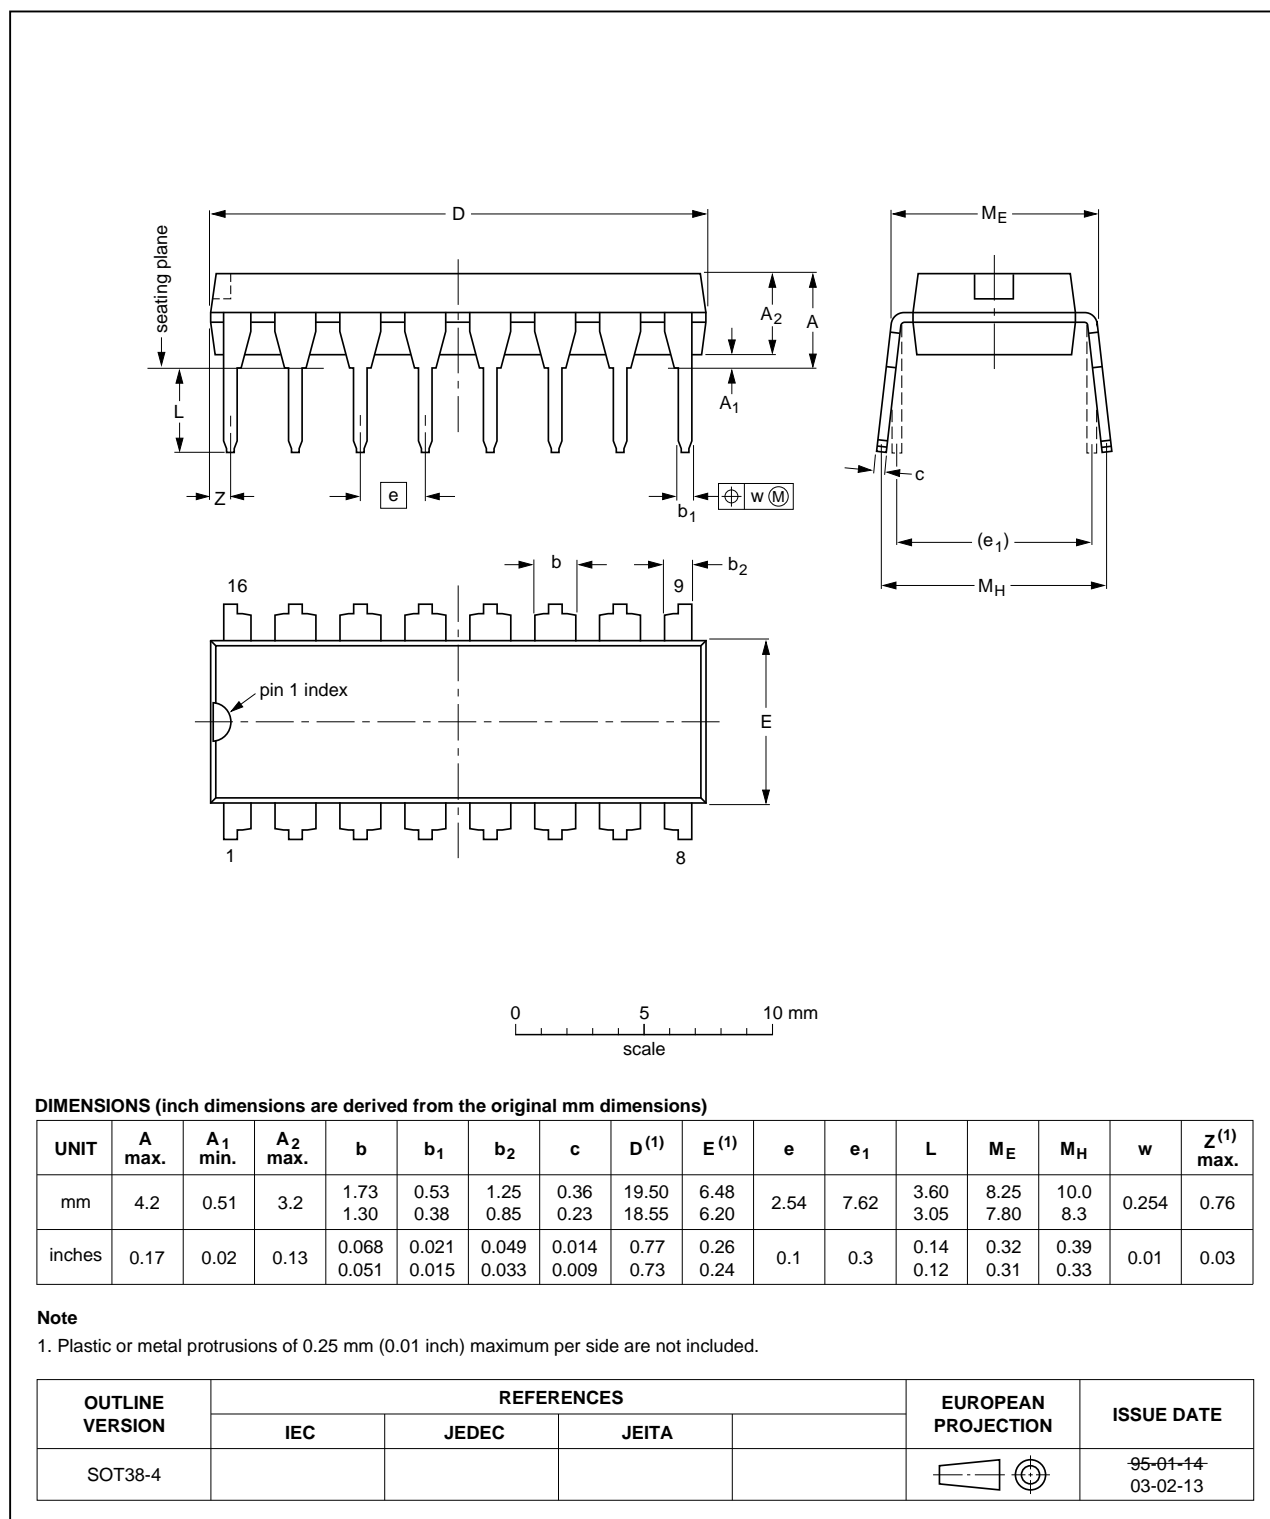 D
M_E
seating plane
A_2
A
A_1
L
Z
e
b_1
w Ⓜ
c
(e_1)
M_H
b
b_2
16
9
pin 1 index
E
1
8
0 5 10 mm
scale
DIMENSIONS (inch dimensions are derived from the original mm dimensions)
UNIT A max. A_1 min. A_2 max. b b_1 b_2 c D(1) E(1) e e_1 L M_E M_H w Z(1) max.
mm 4.2 0.51 3.2 1.73 1.30 0.53 0.38 1.25 0.85 0.36 0.23 19.50 18.55 6.48 6.20 2.54 7.62 3.60 3.05 8.25 7.80 10.0 8.3 0.254 0.76
inches 0.17 0.02 0.13 0.068 0.051 0.021 0.015 0.049 0.033 0.014 0.009 0.77 0.73 0.26 0.24 0.1 0.3 0.14 0.12 0.32 0.31 0.39 0.33 0.01 0.03
Note
1. Plastic or metal protrusions of 0.25 mm (0.01 inch) maximum per side are not included.
OUTLINE VERSION REFERENCES EUROPEAN PROJECTION ISSUE DATE
IEC JEDEC JEITA
SOT38-4
95-01-14
03-02-13